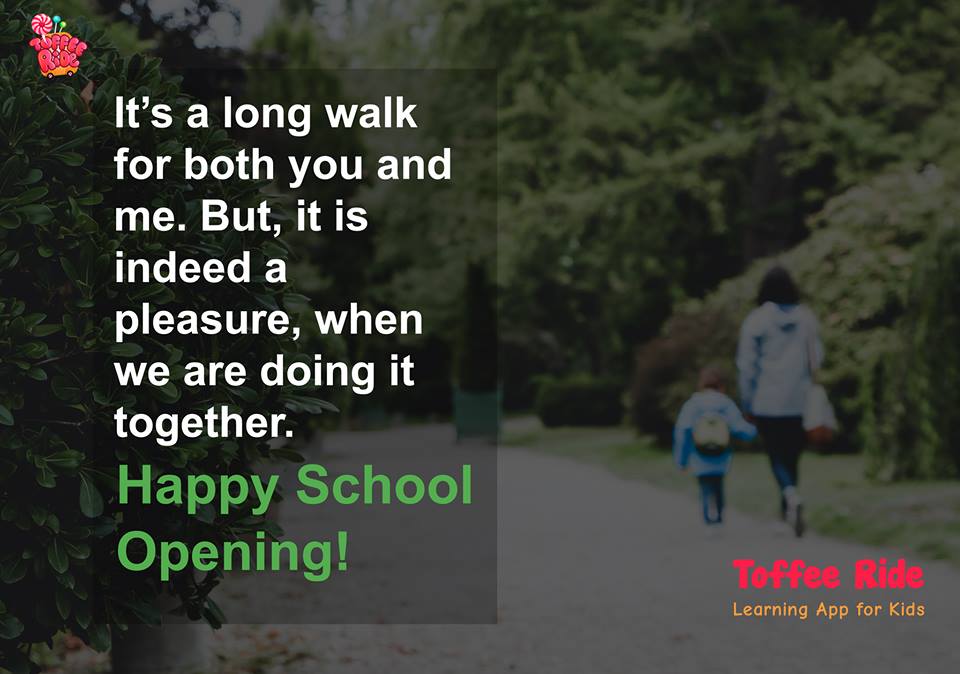 Toffee
Ride
It’s a long walk
for both you and
me. But, it is
indeed a
pleasure, when
we are doing it
together.
Happy School
Opening!
Toffee Ride
Learning App for Kids